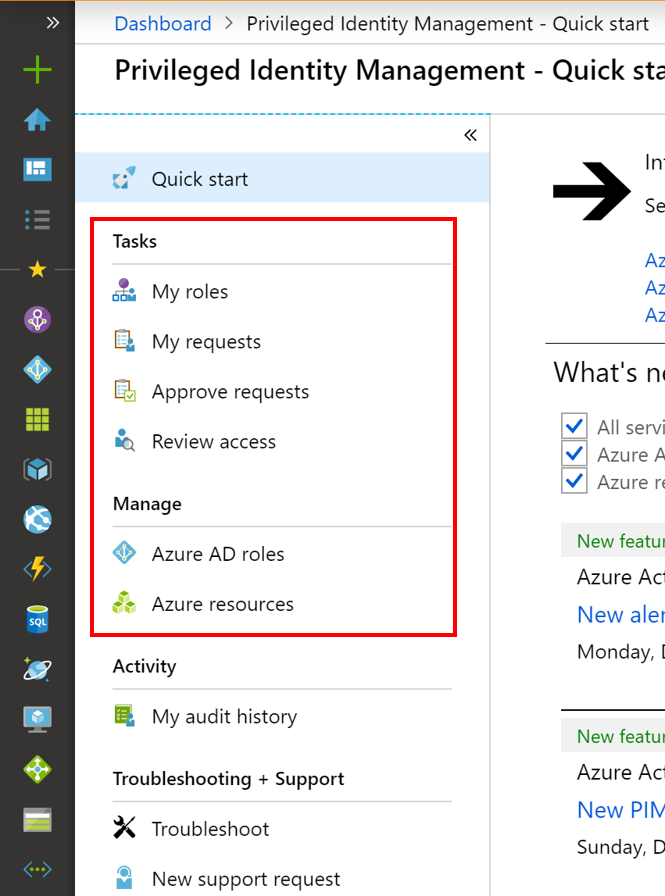 Dashboard > Privileged Identity Management - Quick start
Privileged Identity Management - Quick sta
Quick start
Tasks
My roles
My requests
Approve requests
Review access
Manage
Azure AD roles
Azure resources
Activity
My audit history
Troubleshooting + Support
Troubleshoot
New support request
SQL
Se
Az
Az
Az
What's ne
All servi
Azure A
Azure re
New featur
Azure Act
New aler
Monday, D
New featur
Azure Act
New PIM
Sunday, D